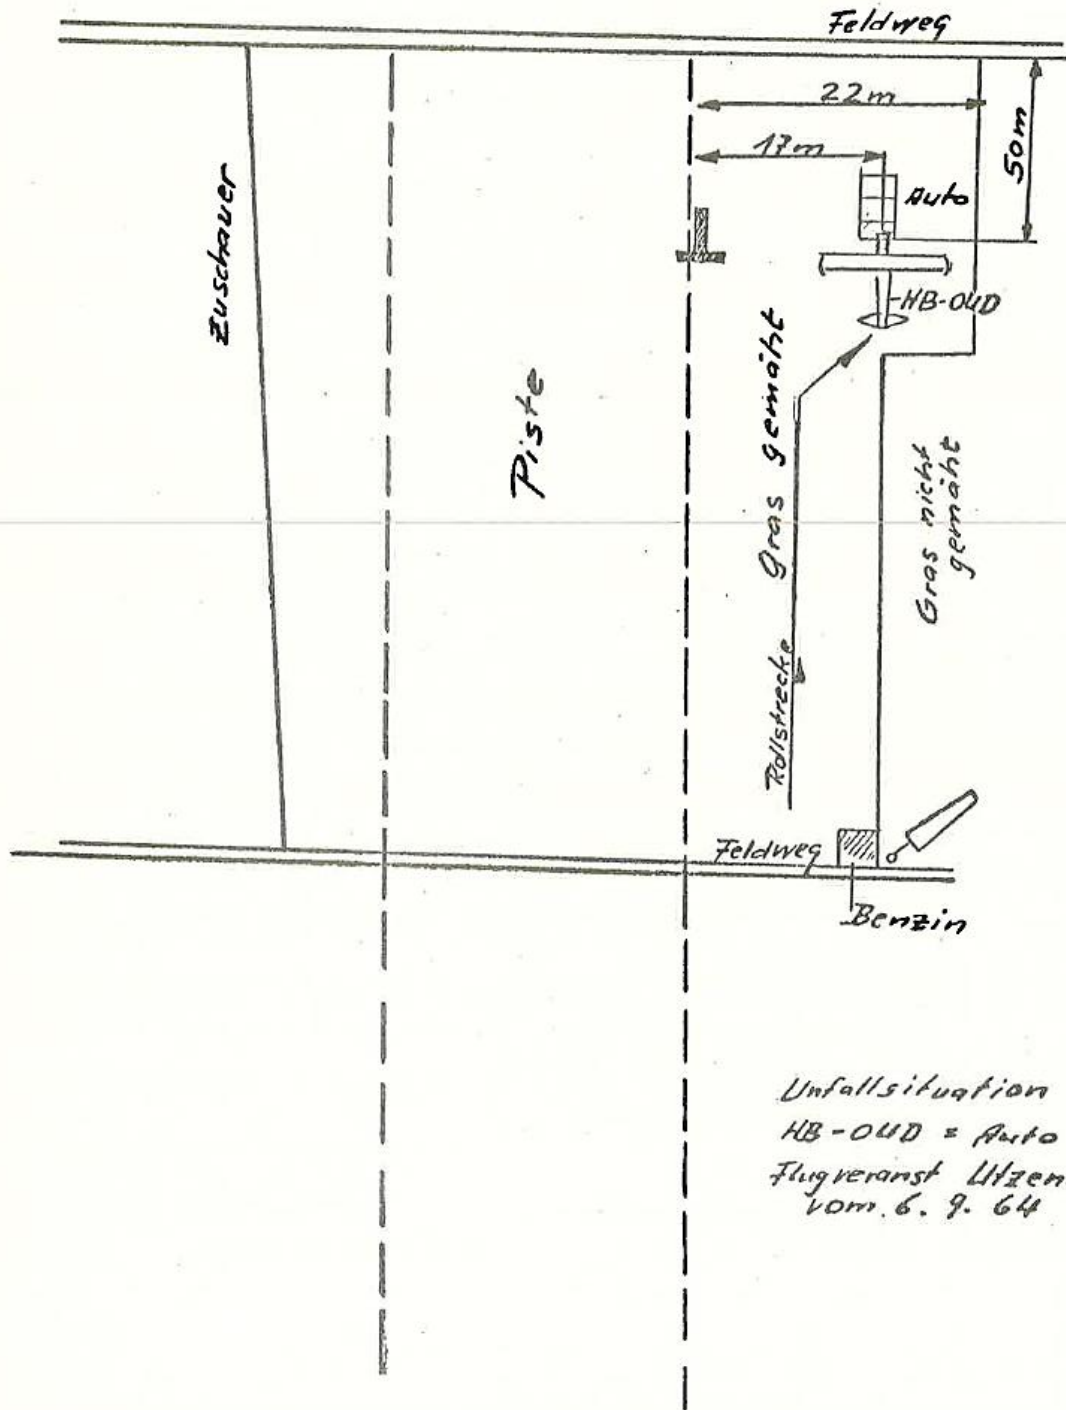 Feldweg
22m
17m
50m
Auto
HB-OUD
Zuschauer
Piste
Gras gemäht
Gras nicht
gemäht
Rollstrecke
Feldweg
Benzin
Unfallsituation
HB-OUD = Auto
Flugveranst Utzen
vom 6. 9. 64